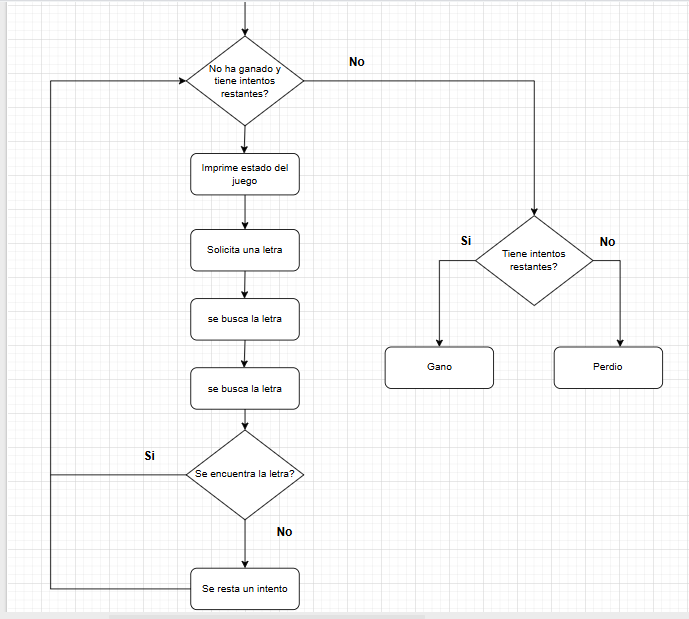 No
No ha ganado y
tiene intentos
restantes?
Imprime estado del
juego
Solicita una letra
Si
No
Tiene intentos
restantes?
se busca la letra
Gano
Perdio
se busca la letra
Si
Se encuentra la letra?
No
Se resta un intento